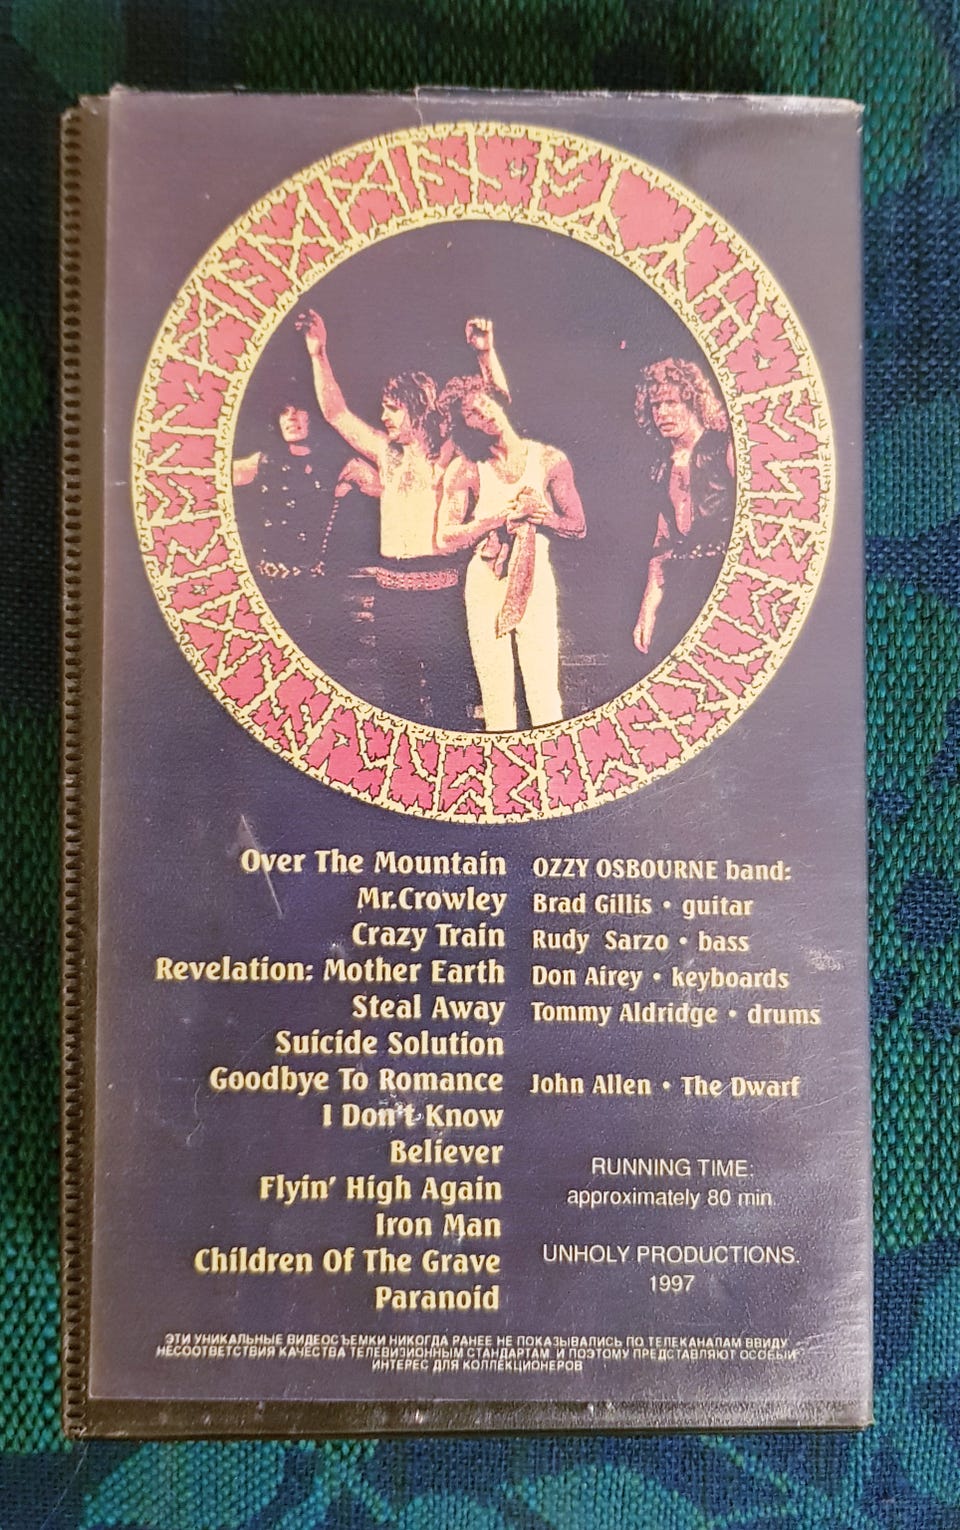 Over The Mountain
Mr.Crowley
Crazy Train
Revelation: Mother Earth
Steal Away
Suicide Solution
Goodbye To Romance
I Don't Know
Believer
Flyin' High Again
Iron Man
Children Of The Grave
Paranoid
OZZY OSBOURNE band:
Brad Gillis • guitar
Rudy Sarzo • bass
Don Airey • keyboards
Tommy Aldridge • drums
John Allen • The Dwarf
RUNNING TIME:
approximately 80 min.
UNHOLY PRODUCTIONS.
1997
ЭТИ УНИКАЛЬНЫЕ ВИДЕОСЪЕМКИ НИКОГДА РАНЕЕ НЕ ПОКАЗЫВАЛИСЬ ПО ТЕЛЕКАНАЛАМ ВВИДУ
НЕСООТВЕТСТВИЯ КАЧЕСТВА ТЕЛЕВИЗИОННЫМ СТАНДАРТАМ И ПОЭТОМУ ПРЕДСТАВЛЯЮТ ОСОБЫЙ
ИНТЕРЕС ДЛЯ КОЛЛЕКЦИОНЕРОВ